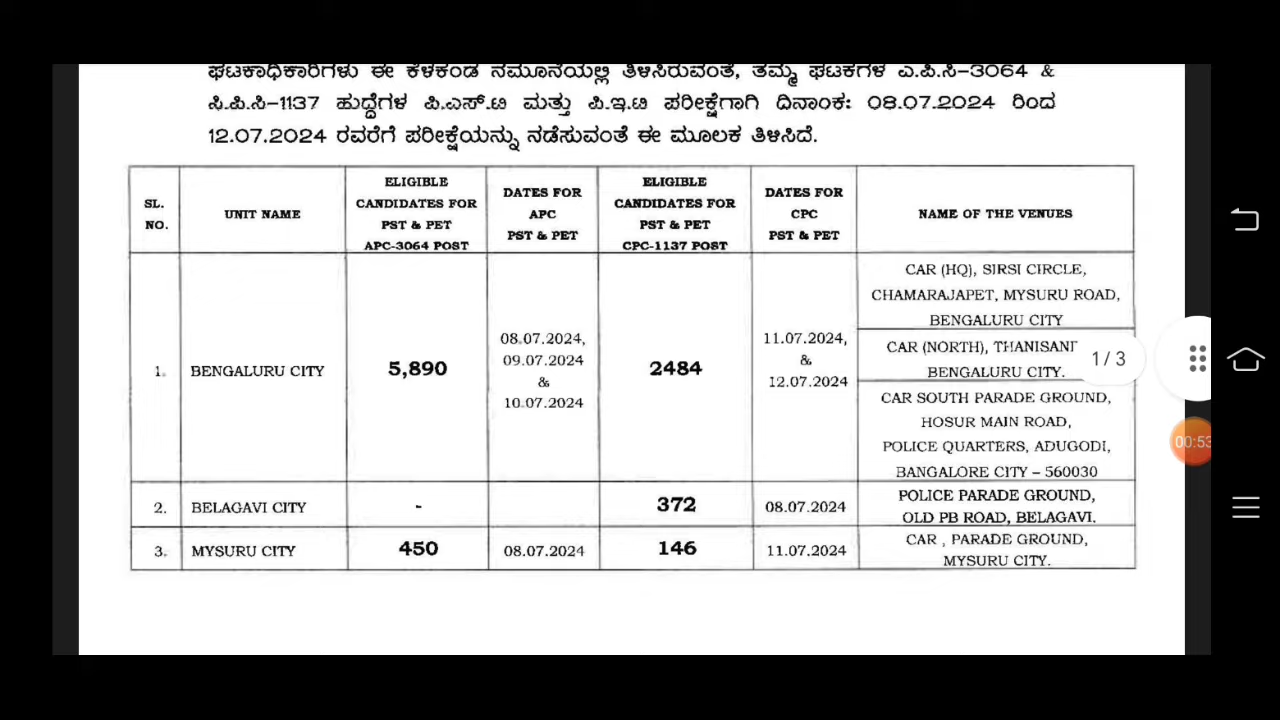 ಘಟಕಾಧಿಕಾರಿಗಳು ಈ ಕೆಳಕಂಡ ನಮೂನೆಯಲ್ಲಿ ತಿಳಿಸಿರುವಂತೆ, ತಮ್ಮ ಘಟಕಗಳ ಎ.ಪಿ.ಸಿ-3064 &
ಸಿ.ಪಿ.ಸಿ-1137 ಹುದ್ದೆಗಳ ಪಿ.ಎಸ್.ಟಿ ಮತ್ತು ಪಿ.ಇ.ಟಿ ಪರೀಕ್ಷೆಗಾಗಿ ದಿನಾಂಕ: 08.07.2024 ರಿಂದ
12.07.2024 ರವರೆಗೆ ಪರೀಕ್ಷೆಯನ್ನು ನಡೆಸುವಂತೆ ಈ ಮೂಲಕ ತಿಳಿಸಿದೆ.
SL.
NO.
UNIT NAME
ELIGIBLE
CANDIDATES FOR
PST & PET
APC-3064 POST
DATES FOR
APC
PST & PET
ELIGIBLE
CANDIDATES FOR
PST & PET
CPC-1137 POST
DATES FOR
CPC
PST & PET
NAME OF THE VENUES
1.
BENGALURU CITY
5,890
08.07.2024,
09.07.2024
&
10.07.2024
2484
11.07.2024,
&
12.07.2024
CAR (HQ), SIRSI CIRCLE,
CHAMARAJAPET, MYSURU ROAD,
BENGALURU CITY
CAR (NORTH),
BENGALURU CITY.
CAR SOUTH PARADE GROUND,
HOSUR MAIN ROAD,
POLICE QUARTERS, ADUGODI,
BANGALORE CITY – 560030
2.
BELAGAVI CITY
-
372
08.07.2024
POLICE PARADE GROUND,
OLD PB ROAD, BELAGAVI.
3.
MYSURU CITY
450
08.07.2024
146
11.07.2024
CAR , PARADE GROUND,
MYSURU CITY.
1 / 3
00:53